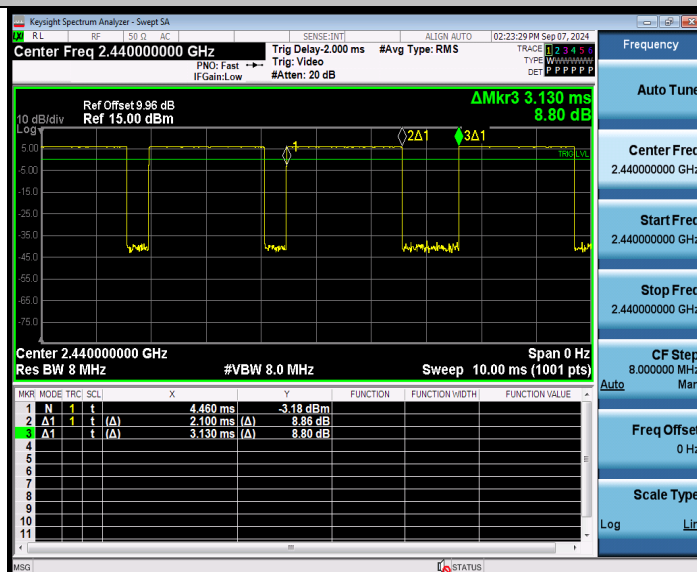 Keysight Spectrum Analyzer - Swept SA
LXI RL RF 50 Ω AC SENSE:INT ALIGN AUTO 02:23:29 PM Sep 07, 2024
Center Freq 2.440000000 GHz
PNO: Fast
IFGain:Low
Trig Delay-2.000 ms
Trig: Video
#Atten: 20 dB
#Avg Type: RMS
TRACE 1 2 3 4 5 6
TYPE WWWWWW
DET P P P P P P
Ref Offset 9.96 dB
10 dB/div Ref 15.00 dBm
Log
ΔMkr3 3.130 ms
8.80 dB
1
2Δ1
3Δ1
TRIG LVL
5.00
-5.00
-15.0
-25.0
-35.0
-45.0
-55.0
-65.0
-75.0
Center 2.440000000 GHz Span 0 Hz
Res BW 8 MHz #VBW 8.0 MHz Sweep 10.00 ms (1001 pts)
MKR MODE TRC SCL X Y FUNCTION FUNCTION WIDTH FUNCTION VALUE
1 N 1 t 4.460 ms -3.18 dBm
2 Δ1 1 t (Δ) 2.100 ms (Δ) 8.86 dB
3 Δ1 t (Δ) 3.130 ms (Δ) 8.80 dB
4
5
6
7
8
9
10
11
MSG STATUS
Frequency
Auto Tune
Center Freq
2.440000000 GHz
Start Freq
2.440000000 GHz
Stop Freq
2.440000000 GHz
CF Step
8.000000 MHz
Auto Man
Freq Offset
0 Hz
Scale Type
Log Lin